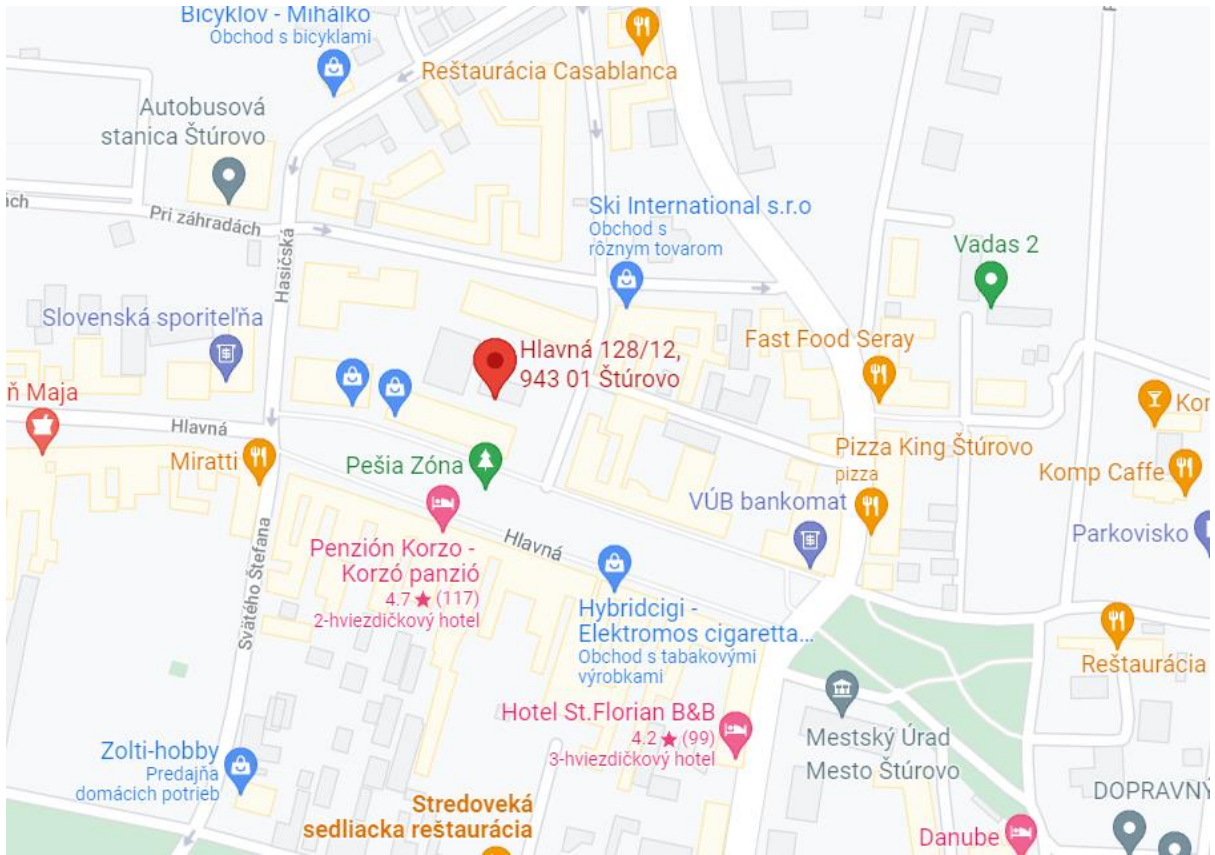 Bicyklov - Mihálko
Obchod s bicyklami
Reštaurácia Casablanca
Autobusová
stanica Štúrovo
ách
Pri záhradách
Hasičská
Ski International s.r.o
Obchod s
rôznym tovarom
Vadas 2
Slovenská sporiteľňa
Hlavná 128/12,
943 01 Štúrovo
Fast Food Seray
ň Maja
Kor
Hlavná
Miratti
Pešia Zóna
Pizza King Štúrovo
pizza
Komp Caffe
VÚB bankomat
Parkovisko
Hlavná
Penzión Korzo -
Korzó panzió
4.7 ★ (117)
2-hviezdičkový hotel
Svätého Štefana
Hybridcigi -
Elektromos cigaretta...
Obchod s tabakovými
výrobkami
Reštaurácia
Hotel St.Florian B&B
4.2 ★ (99)
3-hviezdičkový hotel
Mestský Úrad
Mesto Štúrovo
Zolti-hobby
Predajňa
domácich potrieb
Stredoveká
sedliacka reštaurácia
DOPRAVNÝ
Danube